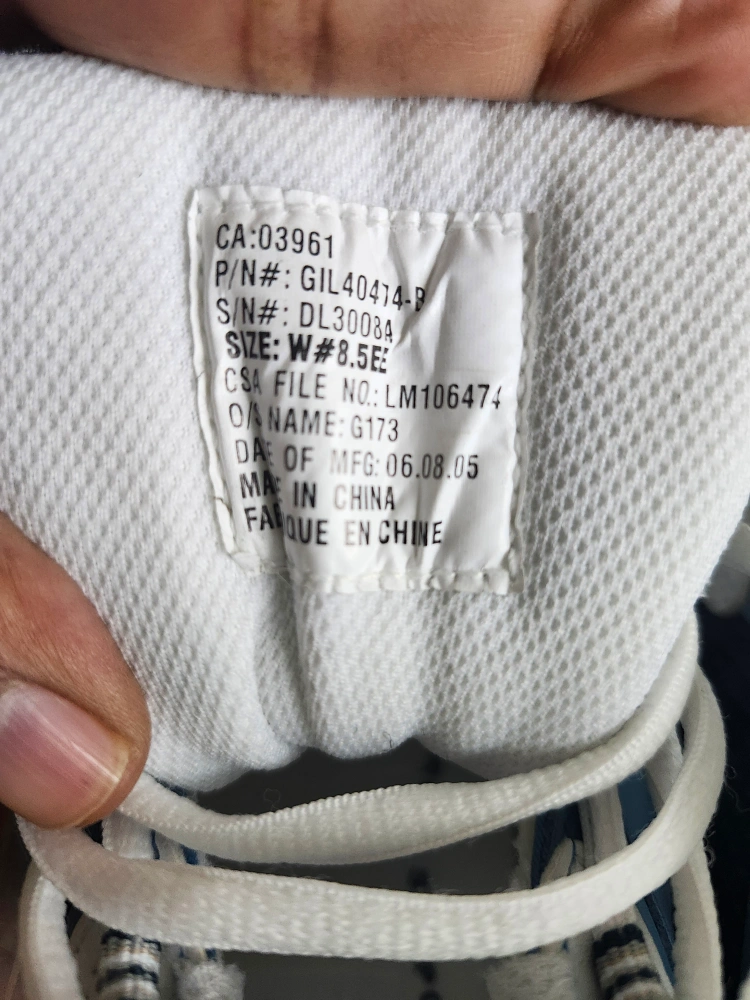 CA:03961
P/N#: GIL40474-B
S/N#: DL3008A
SIZE: W#8.5EE
CSA FILE NO.: LM106474
O/S NAME: G173
DATE OF MFG: 06.08.05
MADE IN CHINA
FABRIQUE EN CHINE